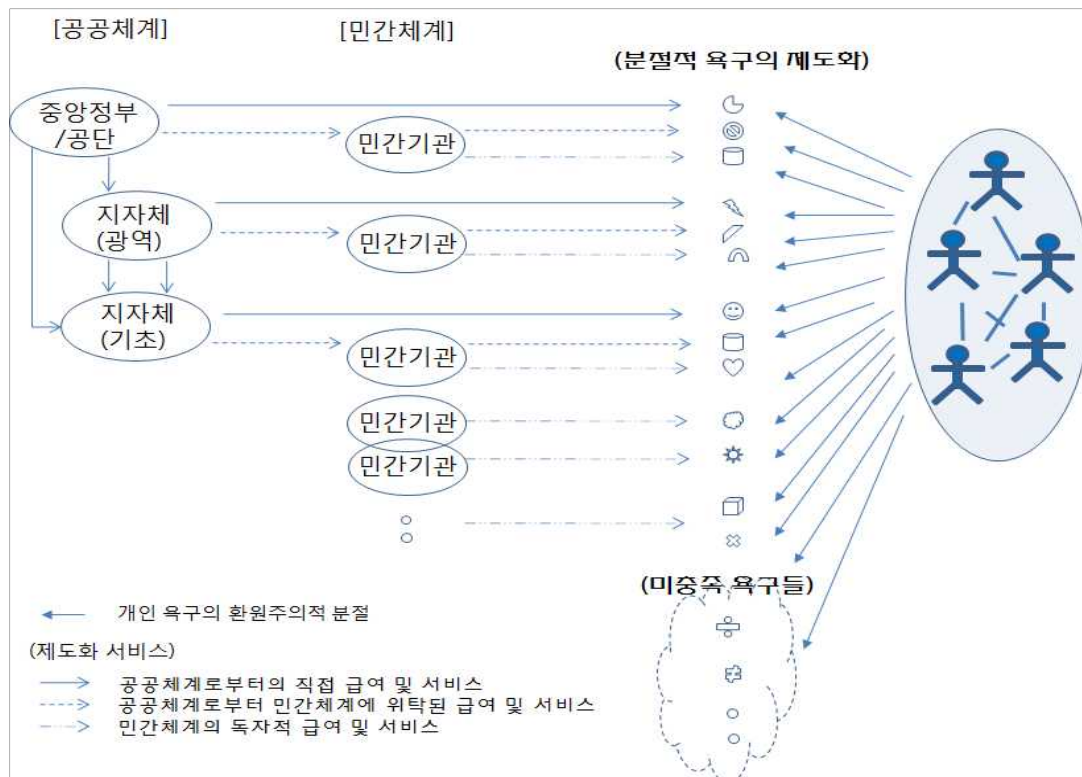 [공공체계]
[민간체계]
(분절적 욕구의 제도화)
중앙정부
/공단
민간기관
지자체
(광역)
민간기관
지자체
(기초)
민간기관
민간기관
민간기관
(미충족 욕구들)
개인 욕구의 환원주의적 분절
(제도화 서비스)
공공체계로부터의 직접 급여 및 서비스
공공체계로부터 민간체계에 위탁된 급여 및 서비스
민간체계의 독자적 급여 및 서비스